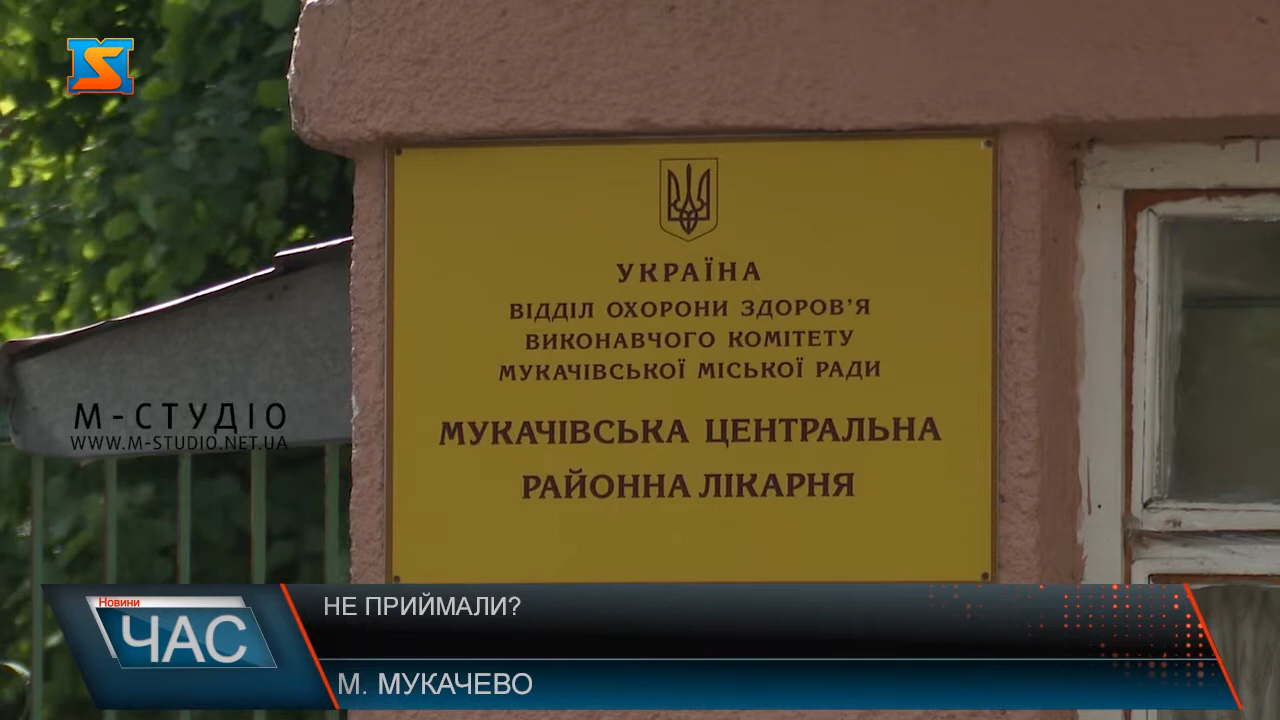 УКРАЇНА
ВІДДІЛ ОХОРОНИ ЗДОРОВ’Я
ВИКОНАВЧОГО КОМІТЕТУ
МУКАЧІВСЬКОЇ МІСЬКОЇ РАДИ
МУКАЧІВСЬКА ЦЕНТРАЛЬНА
РАЙОННА ЛІКАРНЯ
М-СТУДІО
WWW.M-STUDIO.NET.UA
Новини
ЧАС
НЕ ПРИЙМАЛИ?
М. МУКАЧЕВО